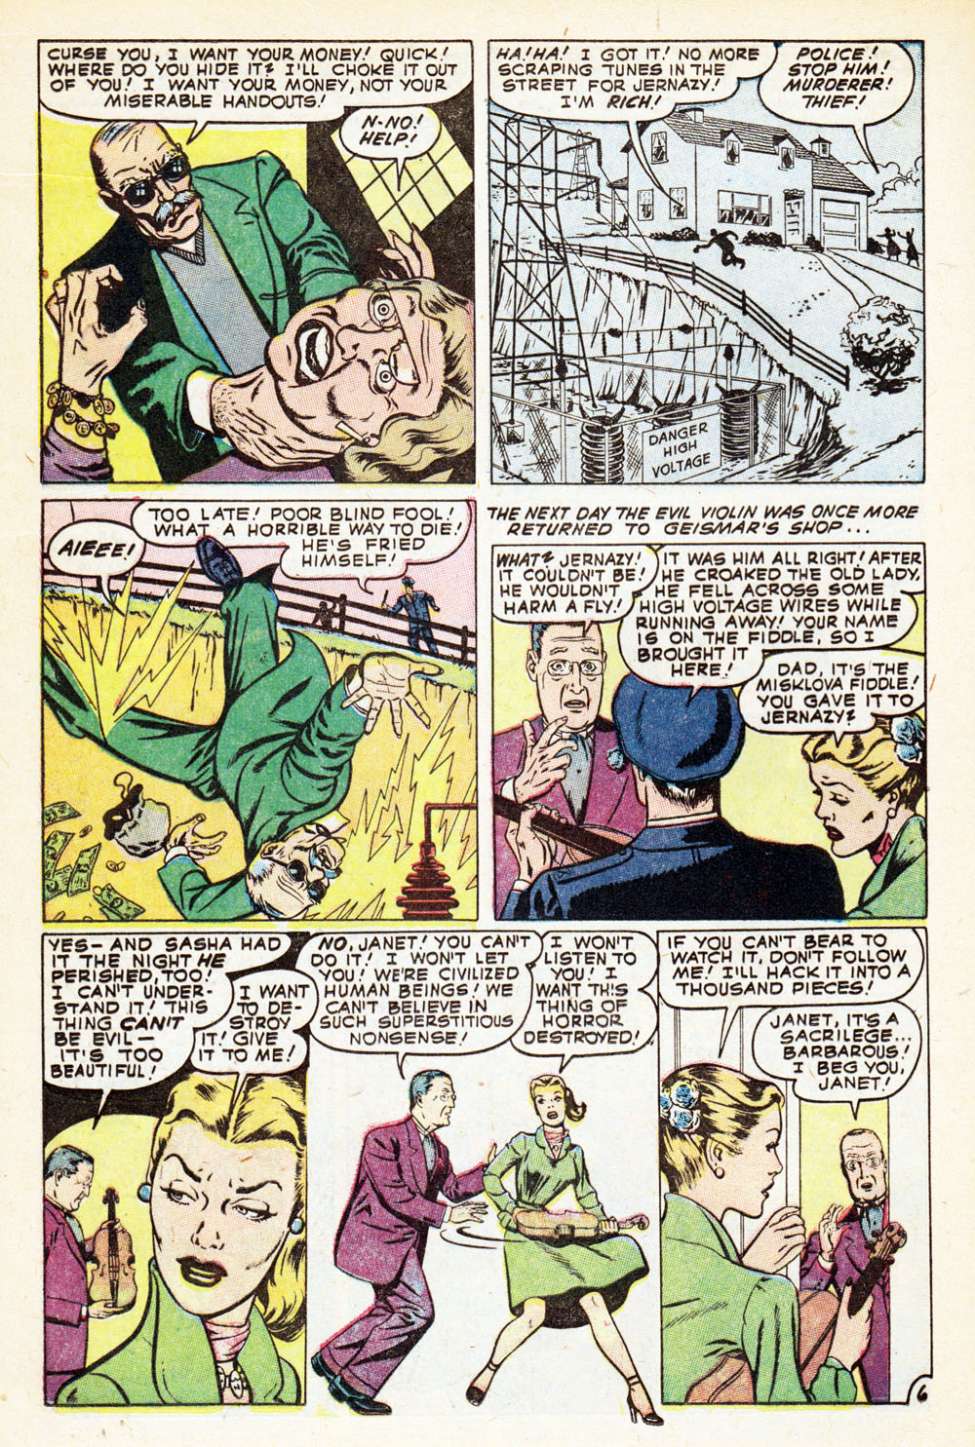 CURSE YOU, I WANT YOUR MONEY! QUICK!
WHERE DO YOU HIDE IT? I'LL CHOKE IT OUT
OF YOU! I WANT YOUR MONEY, NOT YOUR
MISERABLE HANDOUTS!
N-NO!
HELP!
HA! HA! I GOT IT! NO MORE
SCRAPING TUNES IN THE
STREET FOR JERNAZY!
I'M RICH!
POLICE!
STOP HIM!
MURDERER!
THIEF!
DANGER
HIGH
VOLTAGE
AIEEE!
TOO LATE! POOR BLIND FOOL!
WHAT A HORRIBLE WAY TO DIE!
HE'S FRIED
HIMSELF!
THE NEXT DAY THE EVIL VIOLIN WAS ONCE MORE
RETURNED TO GEISMAR'S SHOP...
WHAT? JERNAZY!
IT COULDN'T BE!
HE WOULDN'T
HARM A FLY!
IT WAS HIM ALL RIGHT! AFTER
HE CROAKED THE OLD LADY,
HE FELL ACROSS SOME
HIGH VOLTAGE WIRES WHILE
RUNNING AWAY! YOUR NAME
IS ON THE FIDDLE, SO I
BROUGHT IT
HERE!
DAD, IT'S THE
MISKLOVA FIDDLE!
YOU GAVE IT TO
JERNAZY?
YES- AND SASHA HAD
IT THE NIGHT HE
PERISHED, TOO!
I CAN'T UNDER-
STAND IT! THIS
THING CAN'T
BE EVIL-
IT'S TOO
BEAUTIFUL!
I WANT
TO DE-
STROY
IT! GIVE
IT TO ME!
NO, JANET! YOU CAN'T
DO IT! I WON'T LET
YOU! WE'RE CIVILIZED
HUMAN BEINGS! WE
CAN'T BELIEVE IN
SUCH SUPERSTITIOUS
NONSENSE!
I WON'T
LISTEN TO
YOU! I
WANT THIS
THING OF
HORROR
DESTROYED!
IF YOU CAN'T BEAR TO
WATCH IT, DON'T FOLLOW
ME! I'LL HACK IT INTO A
THOUSAND PIECES!
JANET, IT'S A
SACRILEGE...
BARBAROUS!
I BEG YOU,
JANET!
6